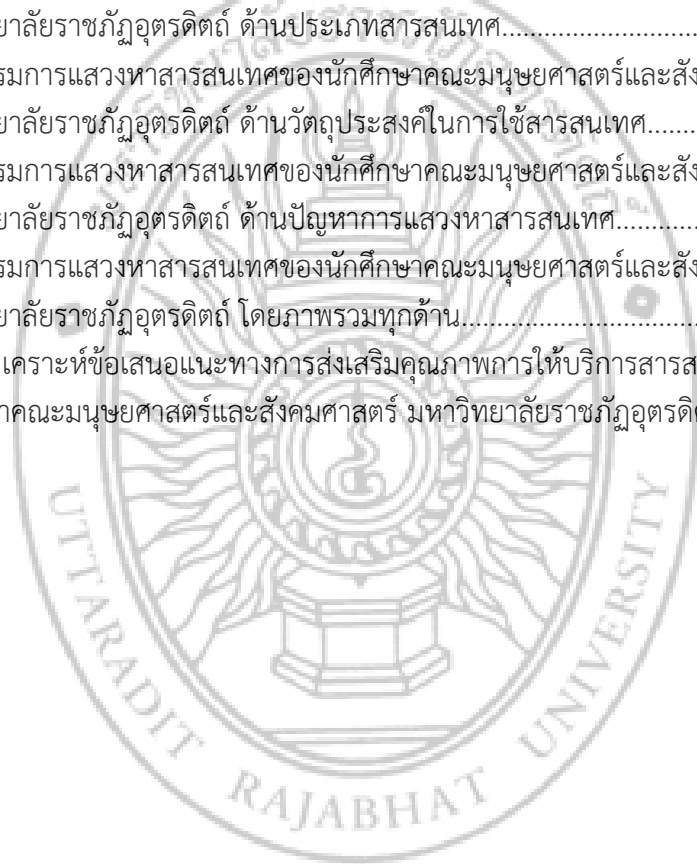 ยาลัยราชภัฏอุตรดิตถ์ ด้านประเภทสารสนเทศ................................
รมการแสวงหาสารสนเทศของนักศึกษาคณะมนุษยศาสตร์และสัง
ยาลัยราชภัฏอุตรดิตถ์ ด้านวัตถุประสงค์ในการใช้สารสนเทศ........
รมการแสวงหาสารสนเทศของนักศึกษาคณะมนุษยศาสตร์และสัง
ยาลัยราชภัฏอุตรดิตถ์ ด้านปัญหาการแสวงหาสารสนเทศ.............
รมการแสวงหาสารสนเทศของนักศึกษาคณะมนุษยศาสตร์และสัง
ยาลัยราชภัฏอุตรดิตถ์ โดยภาพรวมทุกด้าน.....................................
เคราะห์ข้อเสนอแนะทางการส่งเสริมคุณภาพการให้บริการสารส
าคณะมนุษยศาสตร์และสังคมศาสตร์ มหาวิทยาลัยราชภัฏอุตรดิ
UTTARADIT RAJABHAT UNIVERSITY